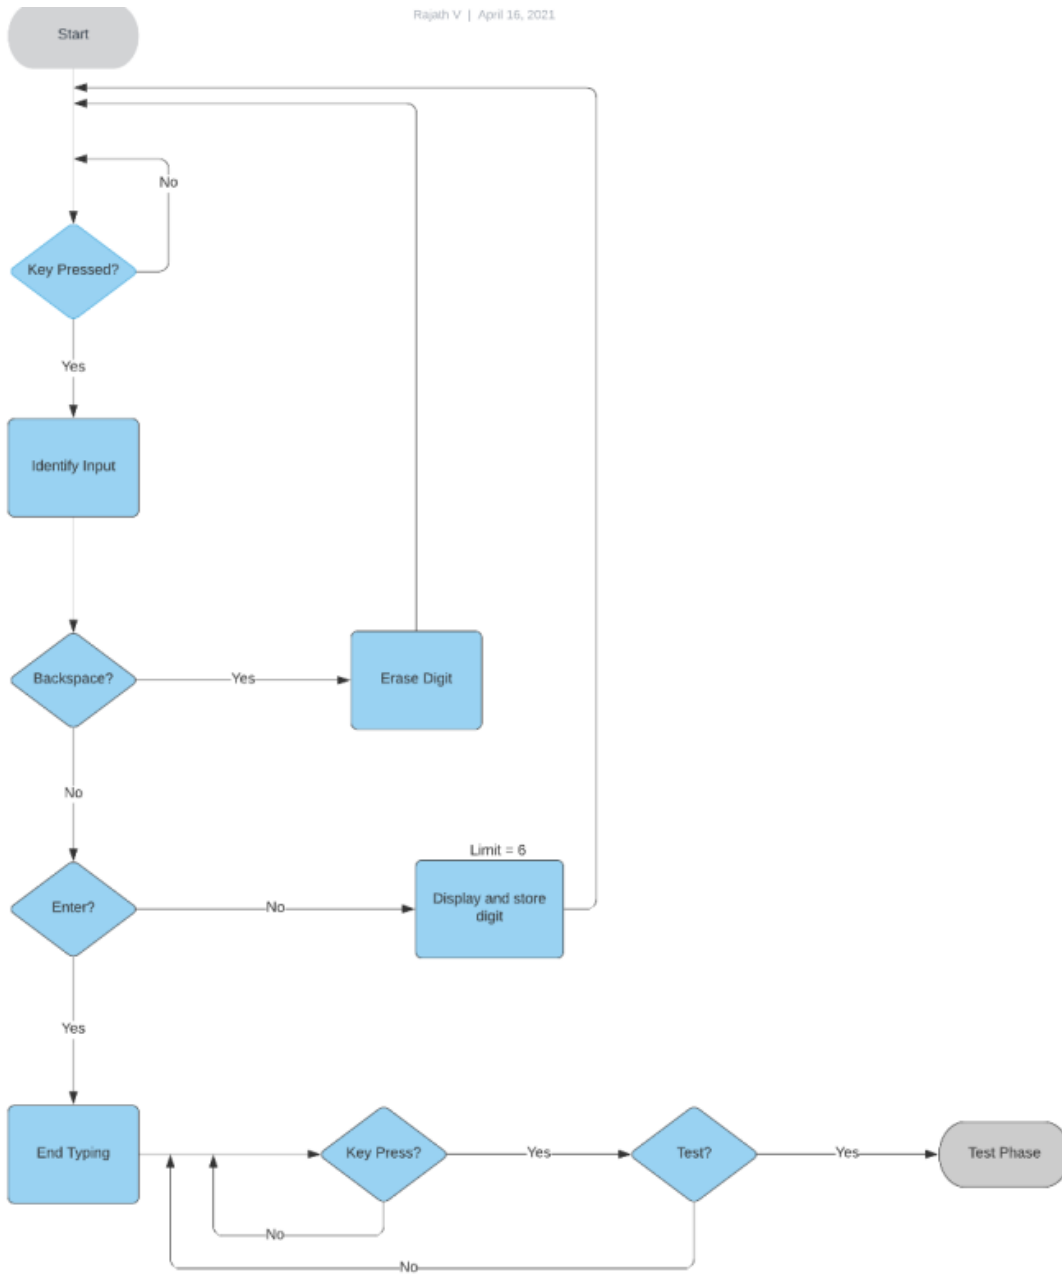 Rajath V | April 16, 2021
Start
No
Key Pressed?
Yes
Identify Input
Backspace?
Yes
Erase Digit
No
Limit = 6
Enter?
No
Display and store
digit
Yes
End Typing
Key Press?
Yes
Test?
Yes
Test Phase
No
No